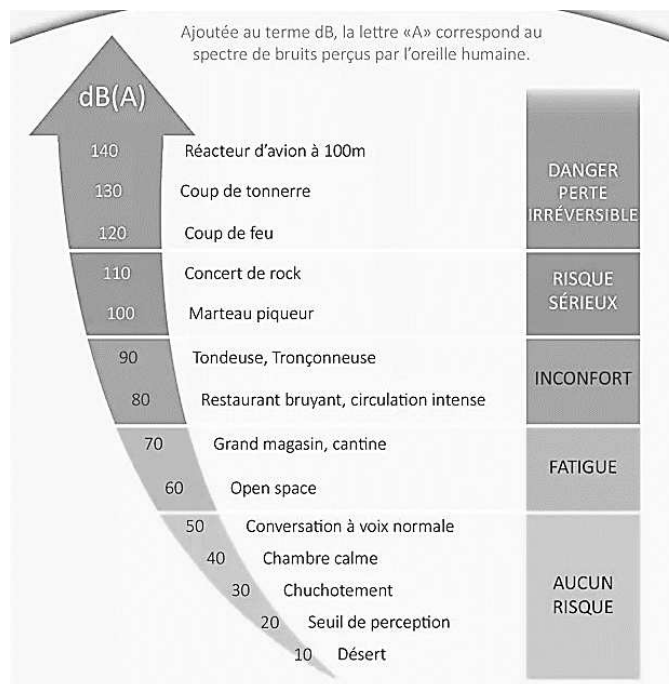 Ajoutée au terme dB, la lettre «A» correspond au
spectre de bruits perçus par l'oreille humaine.
dB(A)
140 Réacteur d'avion à 100m
130 Coup de tonnerre
120 Coup de feu
DANGER
PERTE
IRRÉVERSIBLE
110 Concert de rock
100 Marteau piqueur
RISQUE
SÉRIEUX
90 Tondeuse, Tronçonneuse
80 Restaurant bruyant, circulation intense
INCONFORT
70 Grand magasin, cantine
60 Open space
FATIGUE
50 Conversation à voix normale
40 Chambre calme
30 Chuchotement
20 Seuil de perception
10 Désert
AUCUN
RISQUE